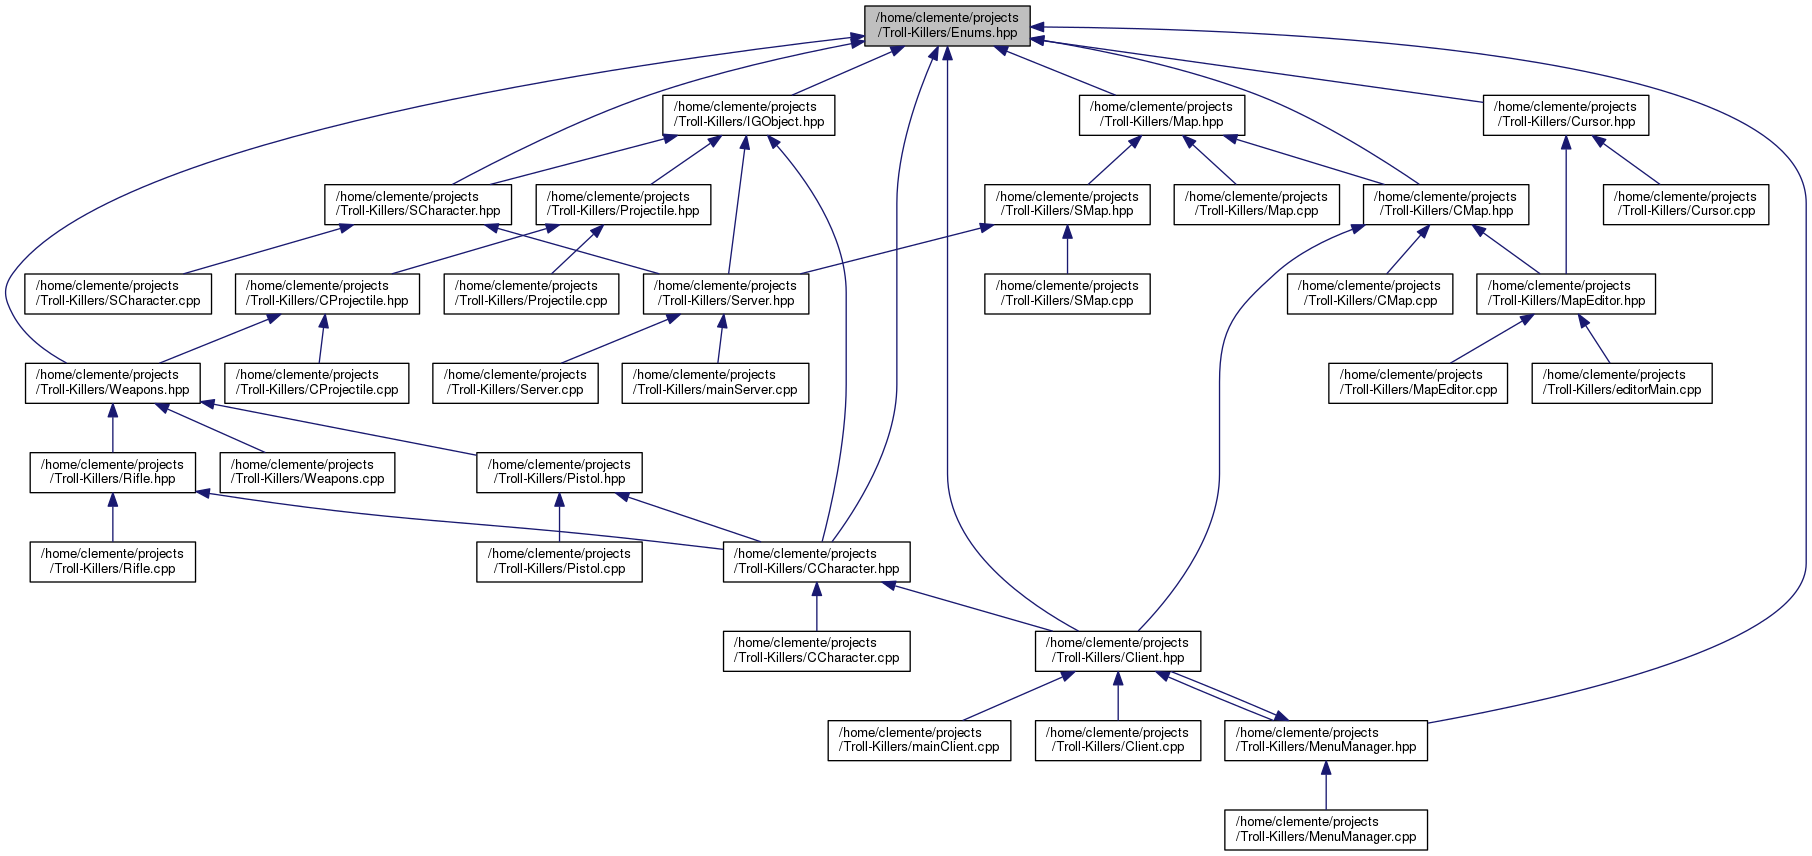 /home/clemente/projects
/Troll-Killers/Enums.hpp
/home/clemente/projects
/Troll-Killers/IGObject.hpp
/home/clemente/projects
/Troll-Killers/Map.hpp
/home/clemente/projects
/Troll-Killers/Cursor.hpp
/home/clemente/projects
/Troll-Killers/SCharacter.hpp
/home/clemente/projects
/Troll-Killers/Projectile.hpp
/home/clemente/projects
/Troll-Killers/SMap.hpp
/home/clemente/projects
/Troll-Killers/Map.cpp
/home/clemente/projects
/Troll-Killers/CMap.hpp
/home/clemente/projects
/Troll-Killers/Cursor.cpp
/home/clemente/projects
/Troll-Killers/SCharacter.cpp
/home/clemente/projects
/Troll-Killers/CProjectile.hpp
/home/clemente/projects
/Troll-Killers/Projectile.cpp
/home/clemente/projects
/Troll-Killers/Server.hpp
/home/clemente/projects
/Troll-Killers/SMap.cpp
/home/clemente/projects
/Troll-Killers/CMap.cpp
/home/clemente/projects
/Troll-Killers/MapEditor.hpp
/home/clemente/projects
/Troll-Killers/Weapons.hpp
/home/clemente/projects
/Troll-Killers/CProjectile.cpp
/home/clemente/projects
/Troll-Killers/Server.cpp
/home/clemente/projects
/Troll-Killers/mainServer.cpp
/home/clemente/projects
/Troll-Killers/MapEditor.cpp
/home/clemente/projects
/Troll-Killers/editorMain.cpp
/home/clemente/projects
/Troll-Killers/Rifle.hpp
/home/clemente/projects
/Troll-Killers/Weapons.cpp
/home/clemente/projects
/Troll-Killers/Pistol.hpp
/home/clemente/projects
/Troll-Killers/Rifle.cpp
/home/clemente/projects
/Troll-Killers/Pistol.cpp
/home/clemente/projects
/Troll-Killers/CCharacter.hpp
/home/clemente/projects
/Troll-Killers/CCharacter.cpp
/home/clemente/projects
/Troll-Killers/Client.hpp
/home/clemente/projects
/Troll-Killers/mainClient.cpp
/home/clemente/projects
/Troll-Killers/Client.cpp
/home/clemente/projects
/Troll-Killers/MenuManager.hpp
/home/clemente/projects
/Troll-Killers/MenuManager.cpp